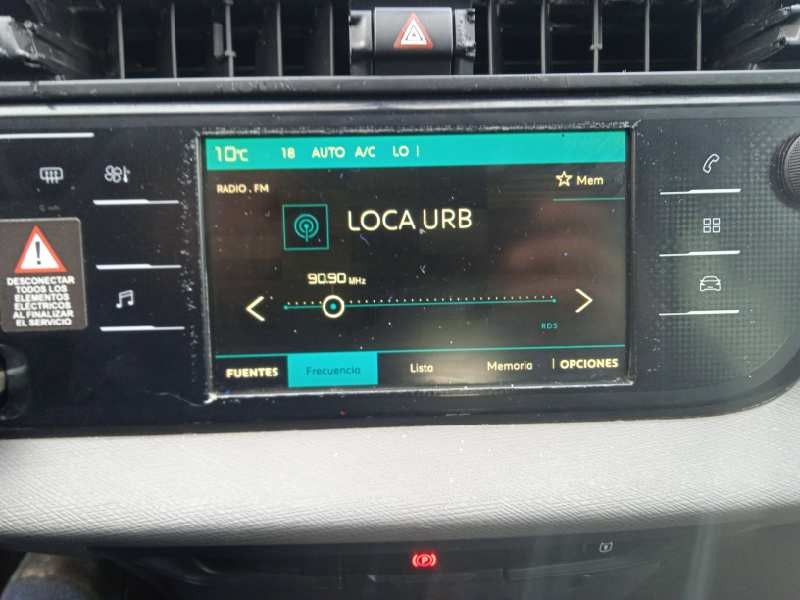 10°C 18 AUTO A/C LO
RADIO . FM
Mem
LOCA URB
90.90 MHz
RDS
FUENTES Frecuencia Lista Memoria OPCIONES
DESCONECTAR
TODOS LOS
ELEMENTOS
ELÉCTRICOS
AL FINALIZAR
EL SERVICIO
P